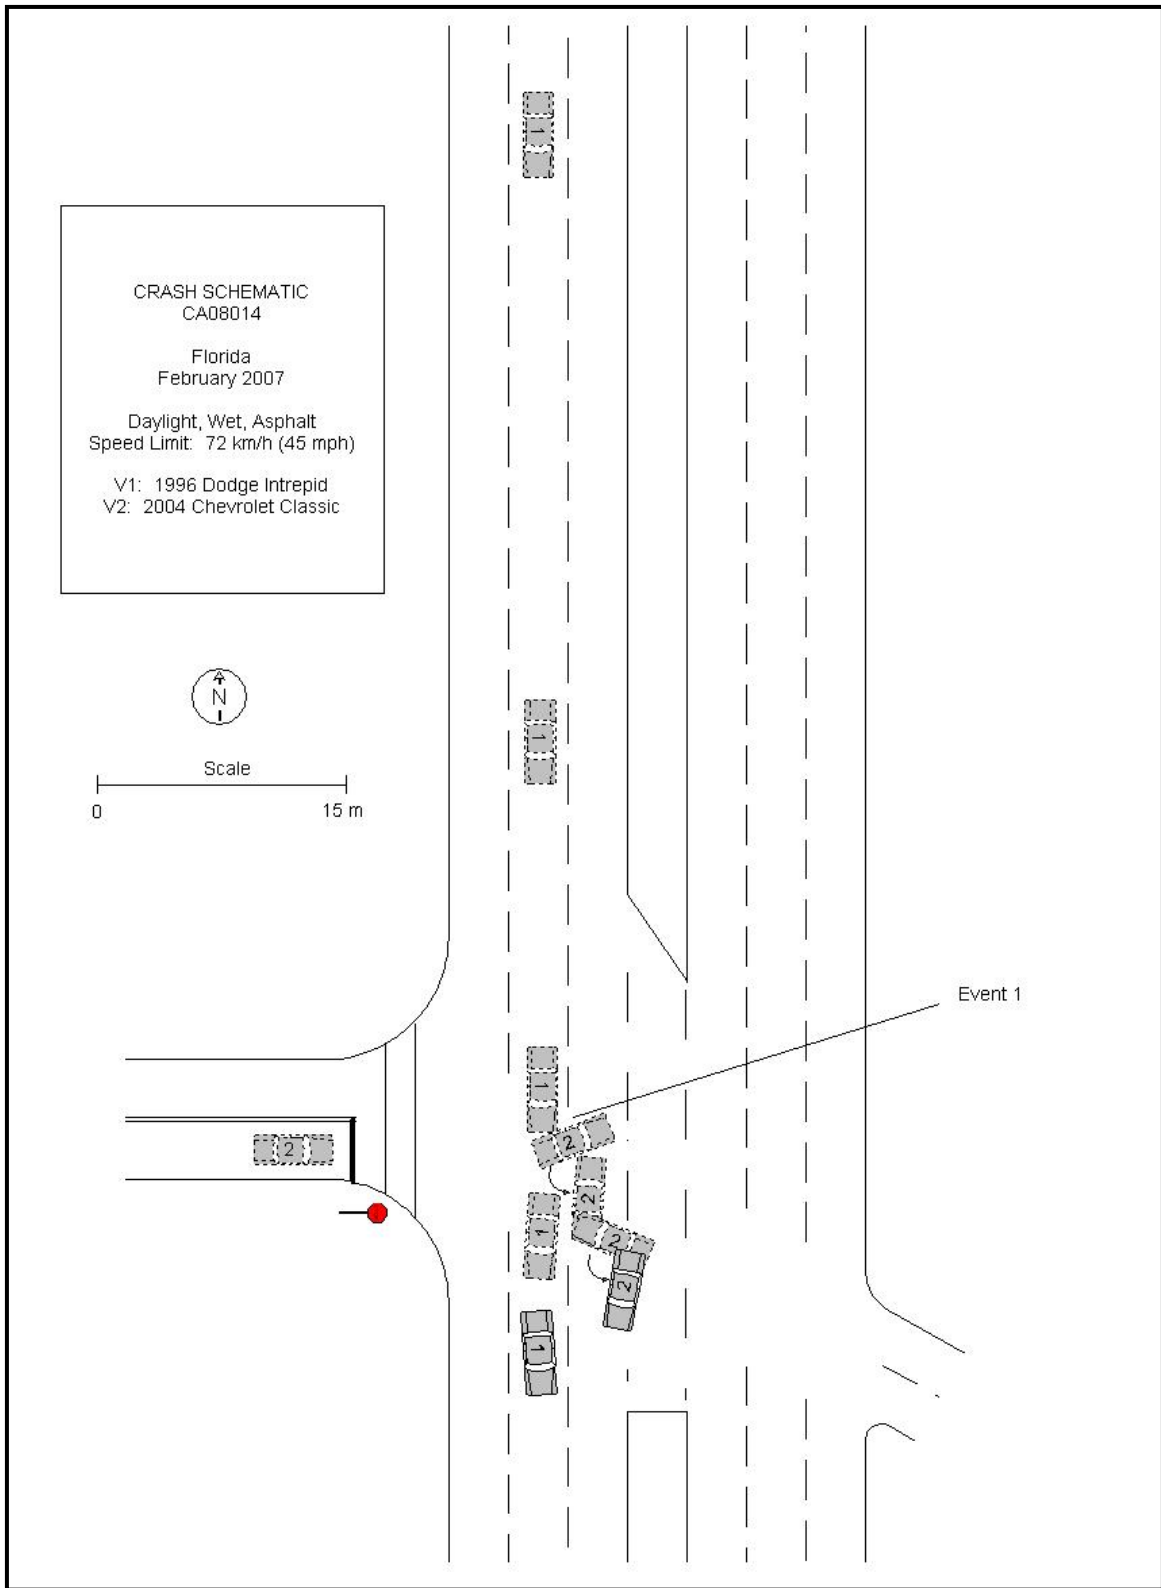 1
CRASH SCHEMATIC
CA08014
Florida
February 2007
Daylight, Wet, Asphalt
Speed Limit: 72 km/h (45 mph)
V1: 1996 Dodge Intrepid
V2: 2004 Chevrolet Classic
N
1
Scale
0
15 m
Event 1
1
2
2
2
1
2
2
1